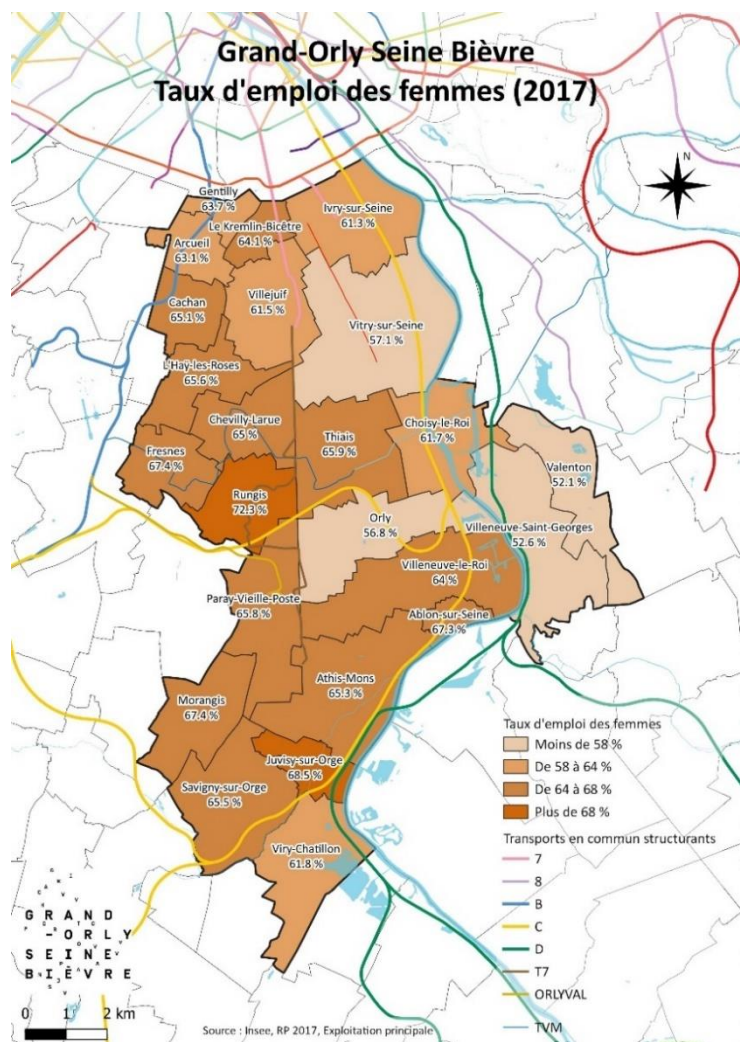 Grand-Orly Seine Bièvre
Taux d'emploi des femmes (2017)
N
Gentilly
63.7 %
Ivry-sur-Seine
61.3 %
Le Kremlin-Bicêtre
64.1 %
Arcueil
63.1 %
Cachan
65.1 %
Villejuif
61.5 %
Vitry-sur-Seine
57.1 %
L'Haÿ-les-Roses
65.6 %
Chevilly-Larue
65 %
Thiais
65.9 %
Choisy-le-Roi
61.7 %
Fresnes
67.4 %
Valenton
52.1 %
Rungis
72.3 %
Orly
56.8 %
Villeneuve-Saint-Georges
52.6 %
Villeneuve-le-Roi
64 %
Paray-Vieille-Poste
65.8 %
Ablon-sur-Seine
67.3 %
Athis-Mons
65.3 %
Morangis
67.4 %
Juvisy-sur-Orge
68.5 %
Savigny-sur-Orge
65.5 %
Viry-Chatillon
61.8 %
Taux d'emploi des femmes
Moins de 58 %
De 58 à 64 %
De 64 à 68 %
Plus de 68 %
Transports en commun structurants
7
8
B
C
D
T7
ORLYVAL
TVM
GRAND
-ORLY
SEINE
BIÈVRE
0 1 2 km
Source : Insee, RP 2017, Exploitation principale